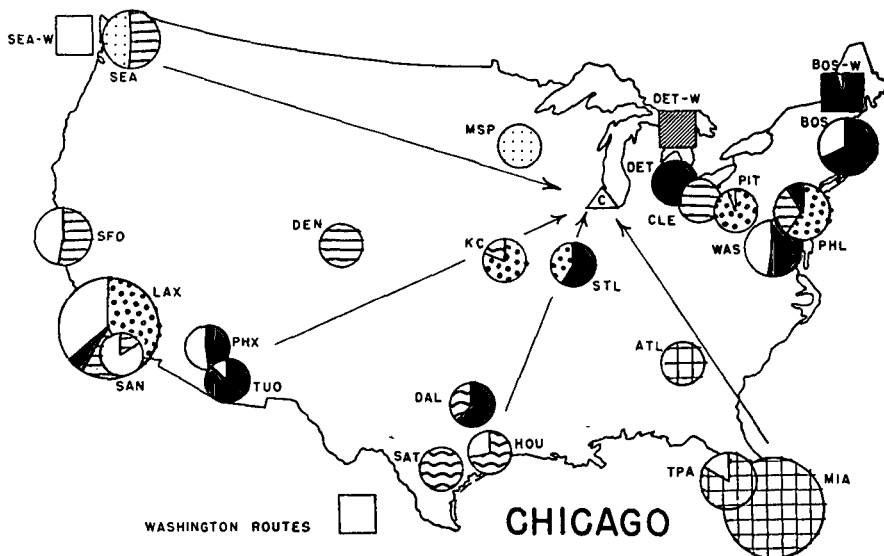 SEA-W
SEA
BOS-W
DET-W
BOS
MSP
DET
PIT
C
CLE
SFO
DEN
KC
WAS
PHL
STL
LAX
PHX
ATL
SAN
TUO
DAL
HOU
SAT
TPA
MIA
WASHINGTON ROUTES
CHICAGO